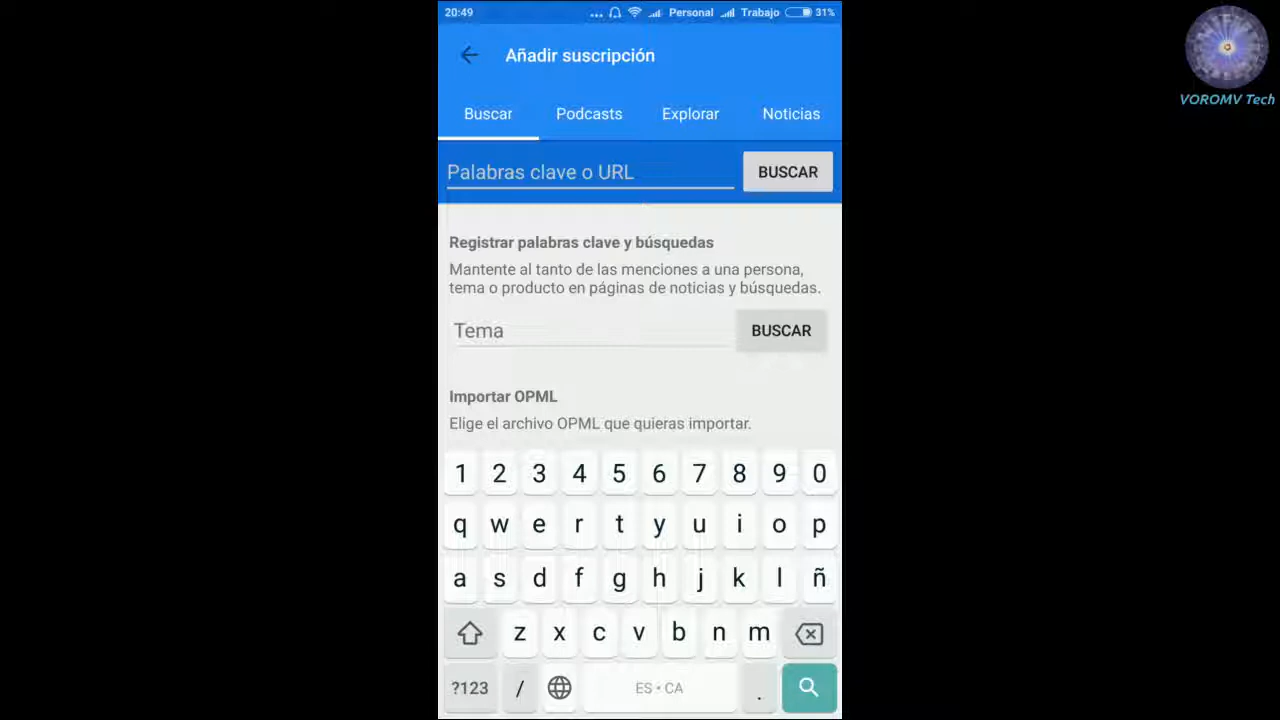 20:49 ... Personal Trabajo 31%
VOROMV Tech
Añadir suscripción
Buscar Podcasts Explorar Noticias
Palabras clave o URL BUSCAR
Registrar palabras clave y búsquedas
Mantente al tanto de las menciones a una persona,
tema o producto en páginas de noticias y búsquedas.
Tema BUSCAR
Importar OPML
Elige el archivo OPML que quieras importar.
1 2 3 4 5 6 7 8 9 0
q w e r t y u i o p
a s d f g h j k l ñ
z x c v b n m
?123 / ES • CA .